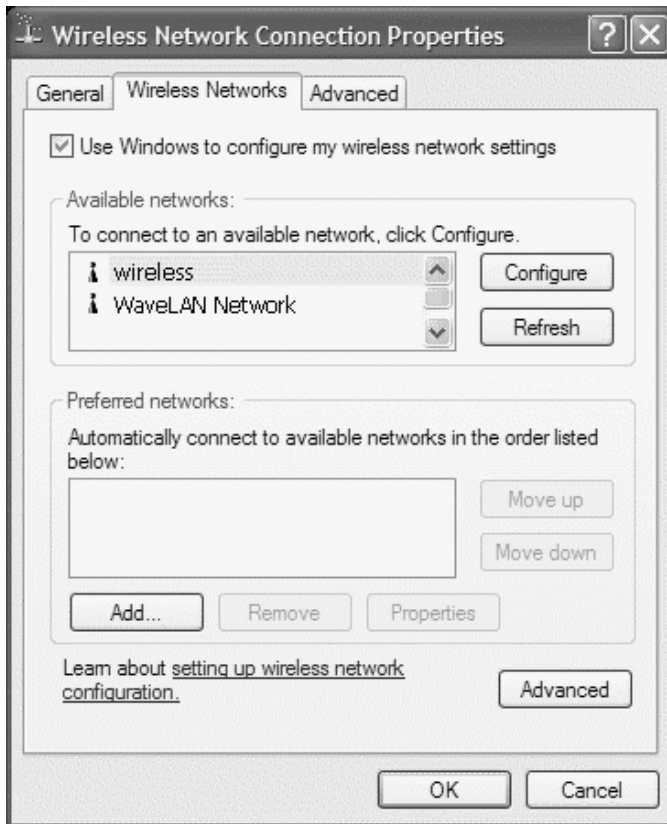 Wireless Network Connection Properties
General Wireless Networks Advanced
Use Windows to configure my wireless network settings
Available networks:
To connect to an available network, click Configure.
wireless
WaveLAN Network
Configure
Refresh
Preferred networks:
Automatically connect to available networks in the order listed
below:
Move up
Move down
Add... Remove Properties
Learn about setting up wireless network
configuration.
Advanced
OK Cancel